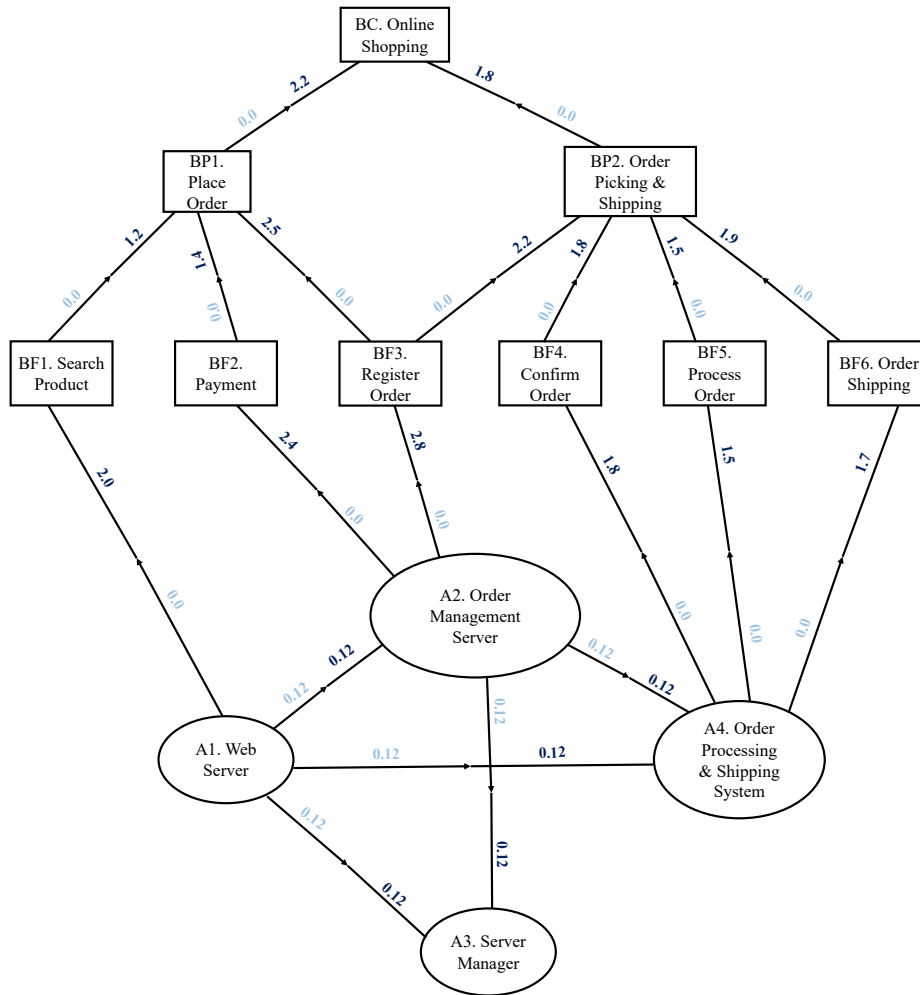 BC. Online
Shopping
2.2
1.8
0.0
0.0
BP1.
Place
Order
BP2. Order
Picking &
Shipping
1.2
1.4
2.5
2.2
1.8
1.5
1.9
0.0
0.0
0.0
0.0
0.0
0.0
0.0
BF1. Search
Product
BF2.
Payment
BF3.
Register
Order
BF4.
Confirm
Order
BF5.
Process
Order
BF6. Order
Shipping
2.0
2.4
2.8
1.8
1.5
1.7
0.0
0.0
0.0
0.0
0.0
0.0
A2. Order
Management
Server
0.12
0.12
0.12
0.12
0.12
A1. Web
Server
0.12
0.12
A4. Order
Processing
& Shipping
System
0.12
0.12
0.12
A3. Server
Manager